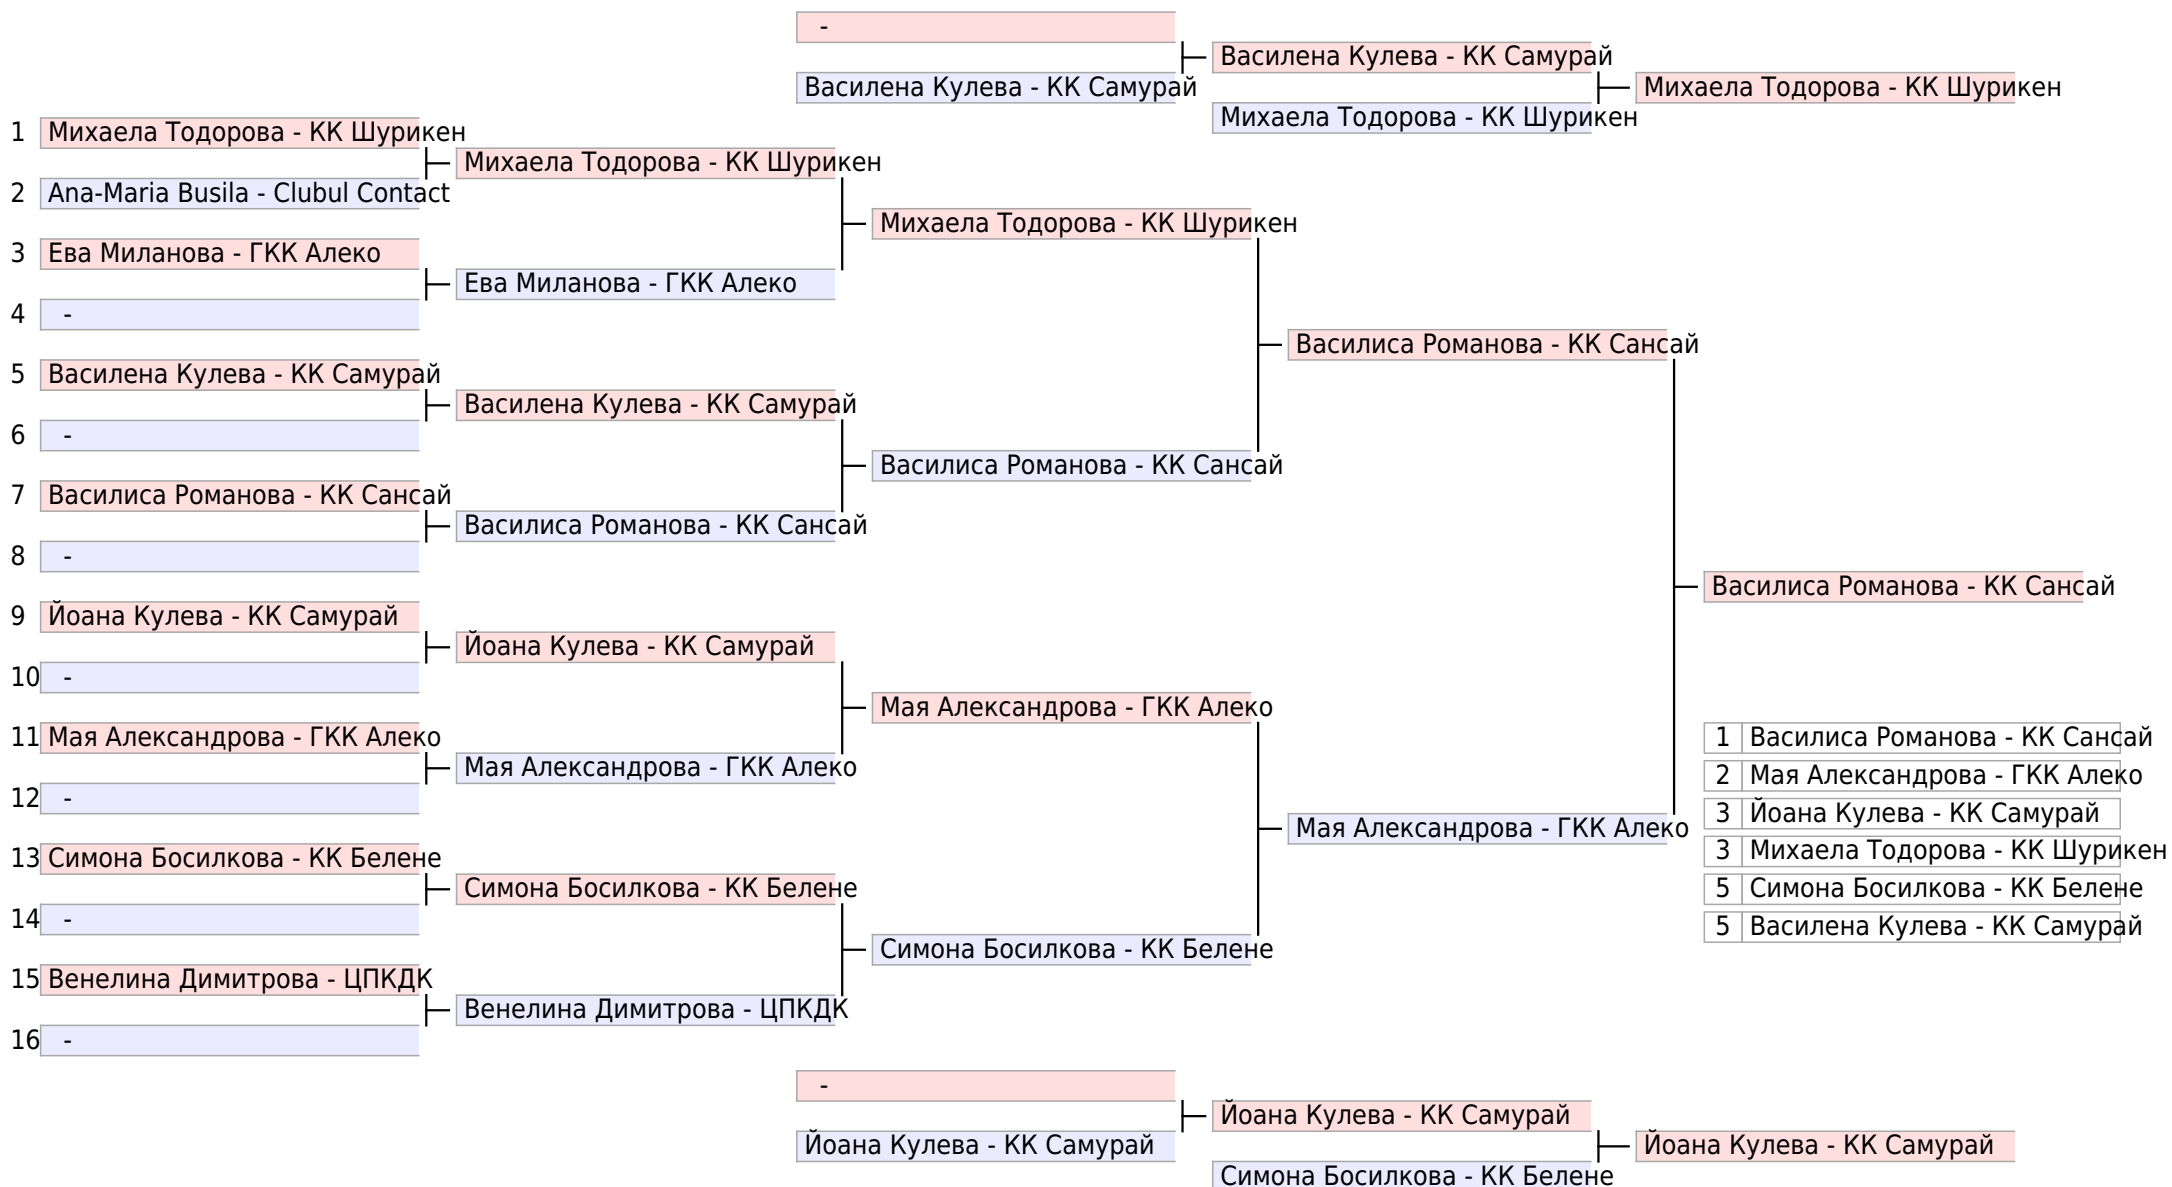 -
Василена Кулева - КК Самурай
Василена Кулева - КК Самурай
Михаела Тодорова - КК Шурикен
Михаела Тодорова - КК Шурикен
1 Михаела Тодорова - КК Шурикен
Михаела Тодорова - КК Шурикен
2 Ana-Maria Busila - Clubul Contact
Михаела Тодорова - КК Шурикен
3 Ева Миланова - ГКК Алеко
Ева Миланова - ГКК Алеко
4 -
Василиса Романова - КК Сансай
5 Василена Кулева - КК Самурай
Василена Кулева - КК Самурай
6 -
Василиса Романова - КК Сансай
7 Василиса Романова - КК Сансай
Василиса Романова - КК Сансай
8 -
Василиса Романова - КК Сансай
9 Йоана Кулева - КК Самурай
Йоана Кулева - КК Самурай
10 -
Мая Александрова - ГКК Алеко
11 Мая Александрова - ГКК Алеко
Мая Александрова - ГКК Алеко
12 -
Мая Александрова - ГКК Алеко
13 Симона Босилкова - КК Белене
Симона Босилкова - КК Белене
14 -
Симона Босилкова - КК Белене
15 Венелина Димитрова - ЦПКДК
Венелина Димитрова - ЦПКДК
16 -
1 Василиса Романова - КК Сансай
2 Мая Александрова - ГКК Алеко
3 Йоана Кулева - КК Самурай
3 Михаела Тодорова - КК Шурикен
5 Симона Босилкова - КК Белене
5 Василена Кулева - КК Самурай
-
Йоана Кулева - КК Самурай
Йоана Кулева - КК Самурай
Йоана Кулева - КК Самурай
Симона Босилкова - КК Белене